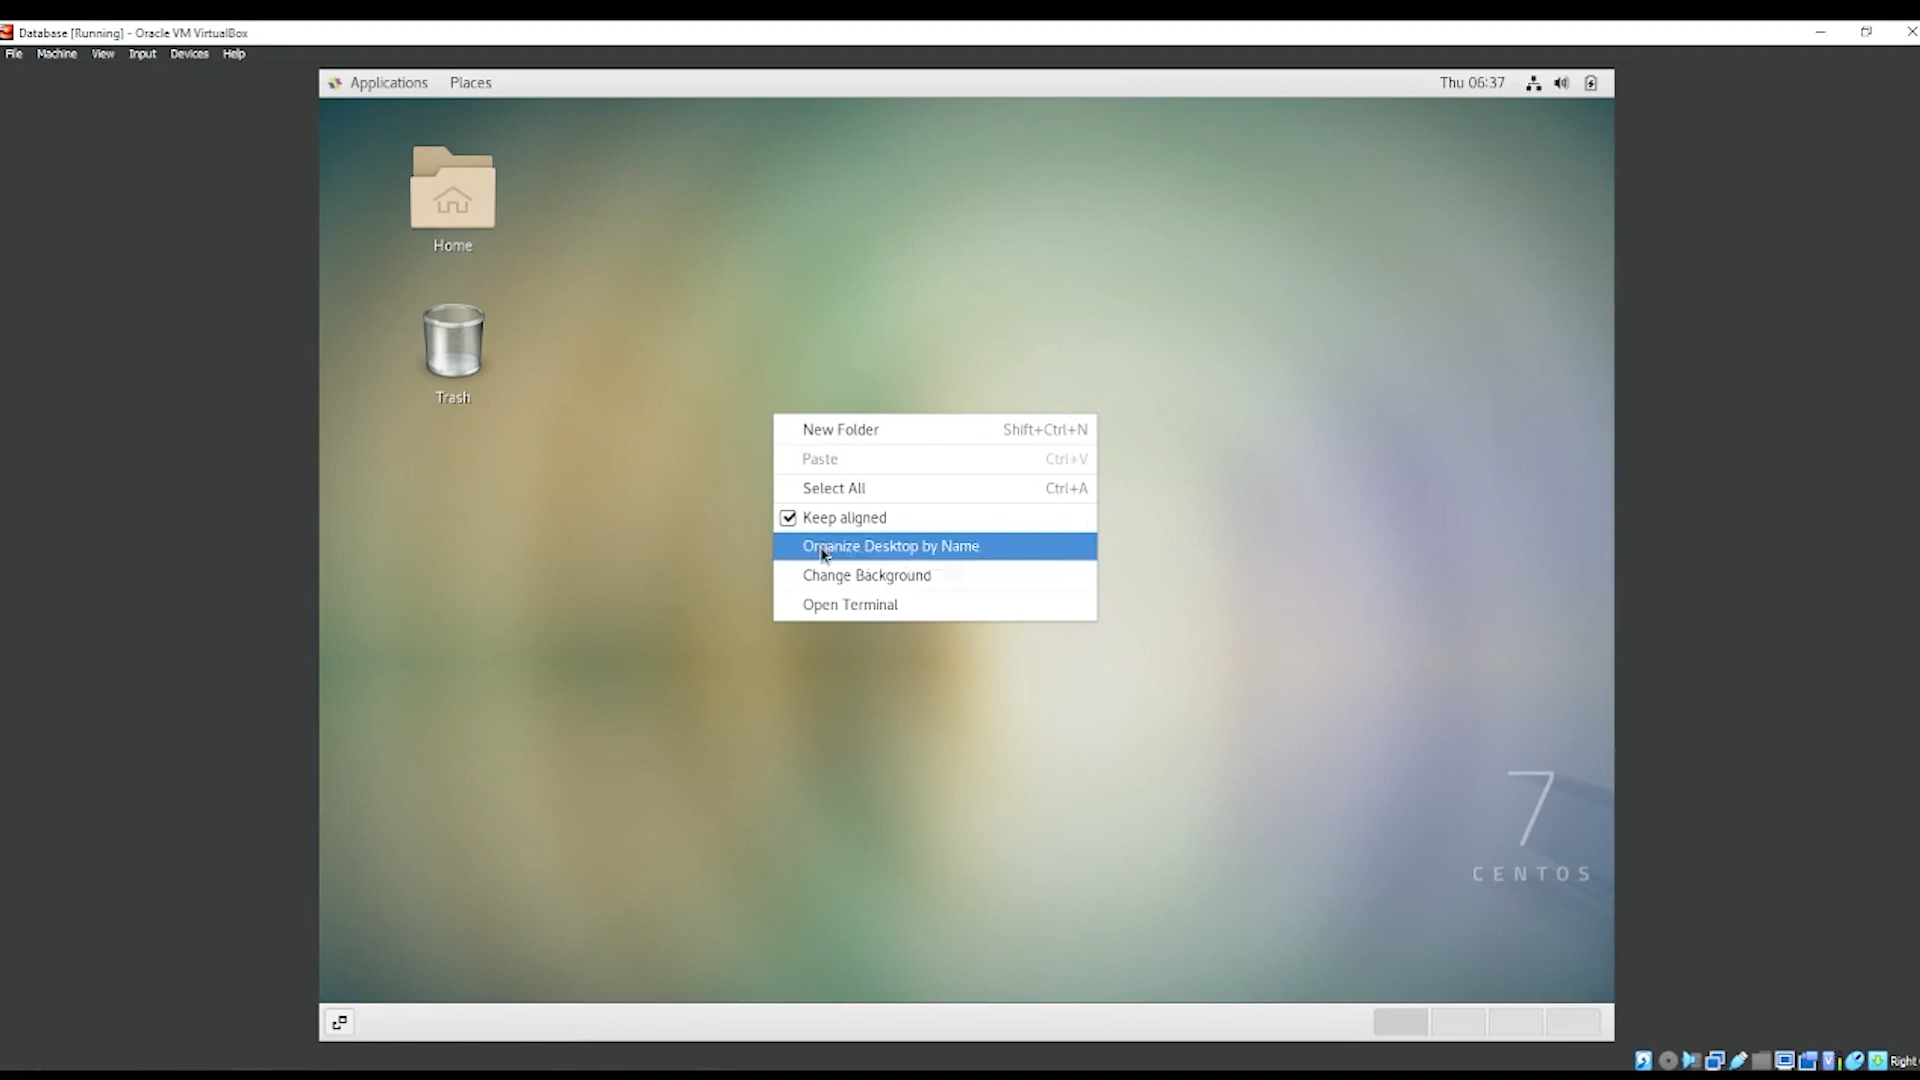 Database [Running] - Oracle VM VirtualBox
File Machine View Input Devices Help
Applications Places Thu 06:37
Home
Trash
New Folder Shift+Ctrl+N
Paste Ctrl+V
Select All Ctrl+A
Keep aligned
Organize Desktop by Name
Change Background
Open Terminal
7
CENTOS
Right